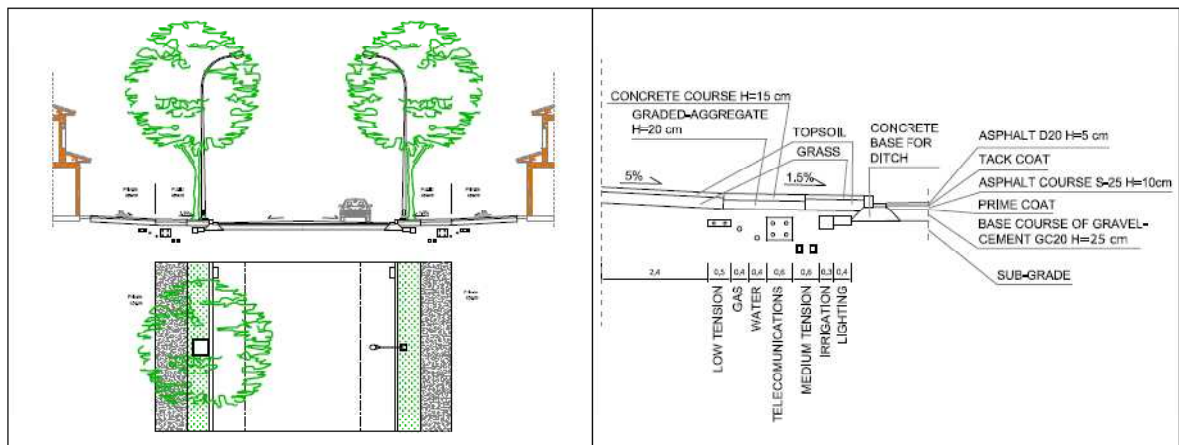 CONCRETE COURSE H=15 cm
GRADED-AGGREGATE
H=20 cm
TOPSOIL
GRASS
CONCRETE
BASE FOR
DITCH
ASPHALT D20 H=5 cm
TACK COAT
ASPHALT COURSE S-25 H=10cm
PRIME COAT
BASE COURSE OF GRAVEL-
CEMENT GC20 H=25 cm
SUB-GRADE
5%
1.5%
2,4
0,5
0,4
0,4
0,6
0,6
0,3
0,4
LOW TENSION
GAS
WATER
TELECOMUNICATIONS
MEDIUM TENSION
IRRIGATION
LIGHTING